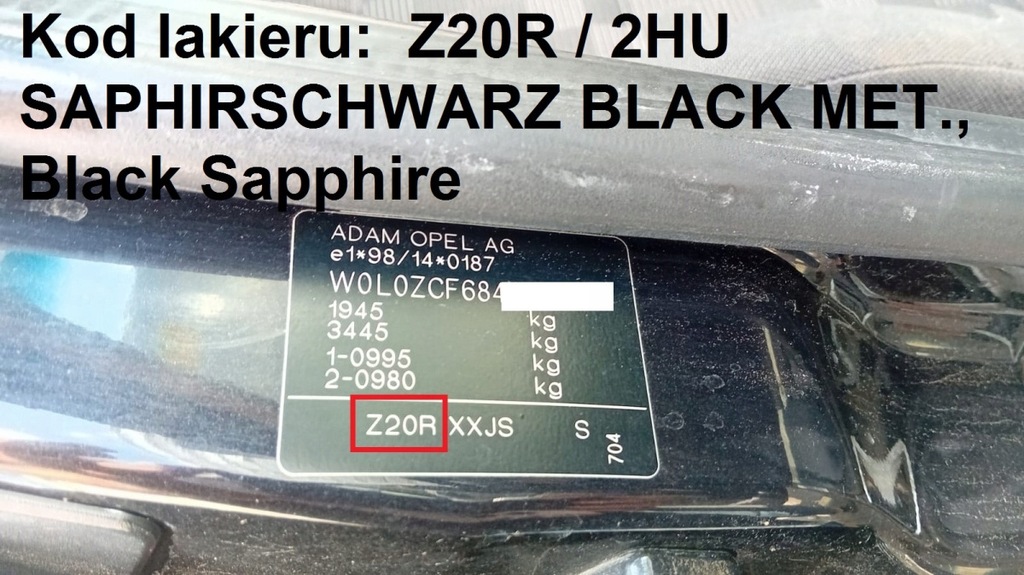 Kod lakieru: Z20R / 2HU
SAPHIRSCHWARZ BLACK MET.,
Black Sapphire
ADAM OPEL AG
e1*98/14*0187
W0L0ZCF684
1945 kg
3445 kg
1-0995 kg
2-0980 kg
Z20R XXJS S 704